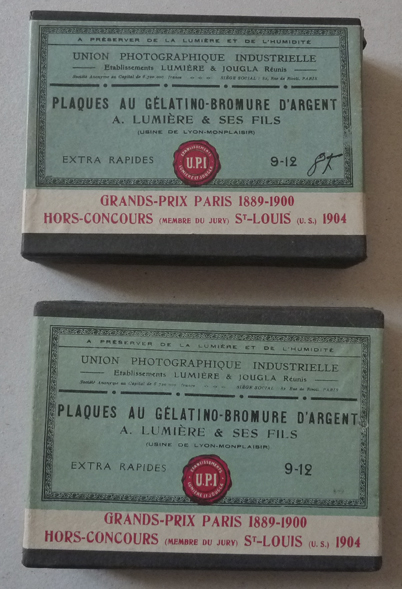 A PRÉSERVER DE LA LUMIÈRE ET DE L'HUMIDITÉ
UNION PHOTOGRAPHIQUE INDUSTRIELLE
Etablissements LUMIÈRE & JOUGLA Réunis
PLAQUES AU GÉLATINO-BROMURE D'ARGENT
A. LUMIÈRE & SES FILS
(USINE DE LYON-MONPLAISIR)
EXTRA RAPIDES
U.P.I
9-12
GRANDS-PRIX PARIS 1889-1900
HORS-CONCOURS (MEMBRE DU JURY) ST-LOUIS (U. S.) 1904
A PRÉSERVER DE LA LUMIÈRE ET DE L'HUMIDITÉ
UNION PHOTOGRAPHIQUE INDUSTRIELLE
Etablissements LUMIÈRE & JOUGLA Réunis
PLAQUES AU GÉLATINO-BROMURE D'ARGENT
A. LUMIÈRE & SES FILS
(USINE DE LYON-MONPLAISIR)
EXTRA RAPIDES
U.P.I
9-12
GRANDS-PRIX PARIS 1889-1900
HORS-CONCOURS (MEMBRE DU JURY) ST-LOUIS (U. S.) 1904